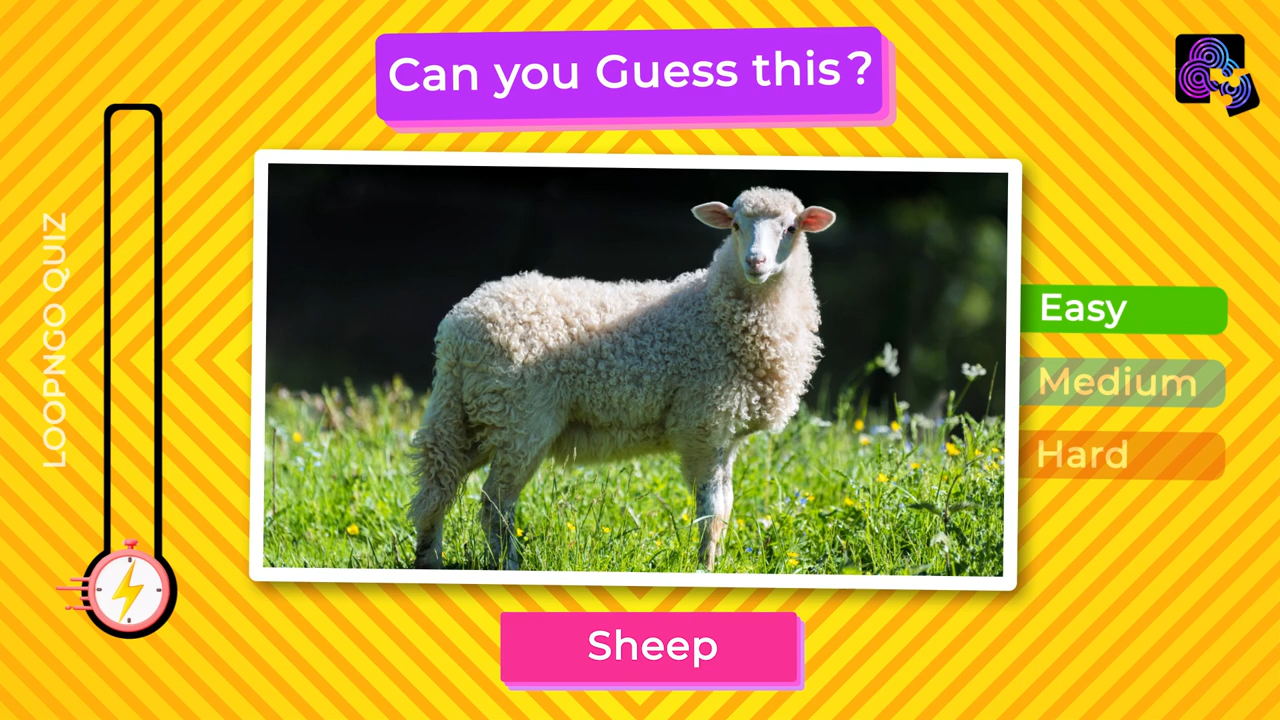 Can you Guess this?
LOOPNGO QUIZ
Easy
Medium
Hard
Sheep